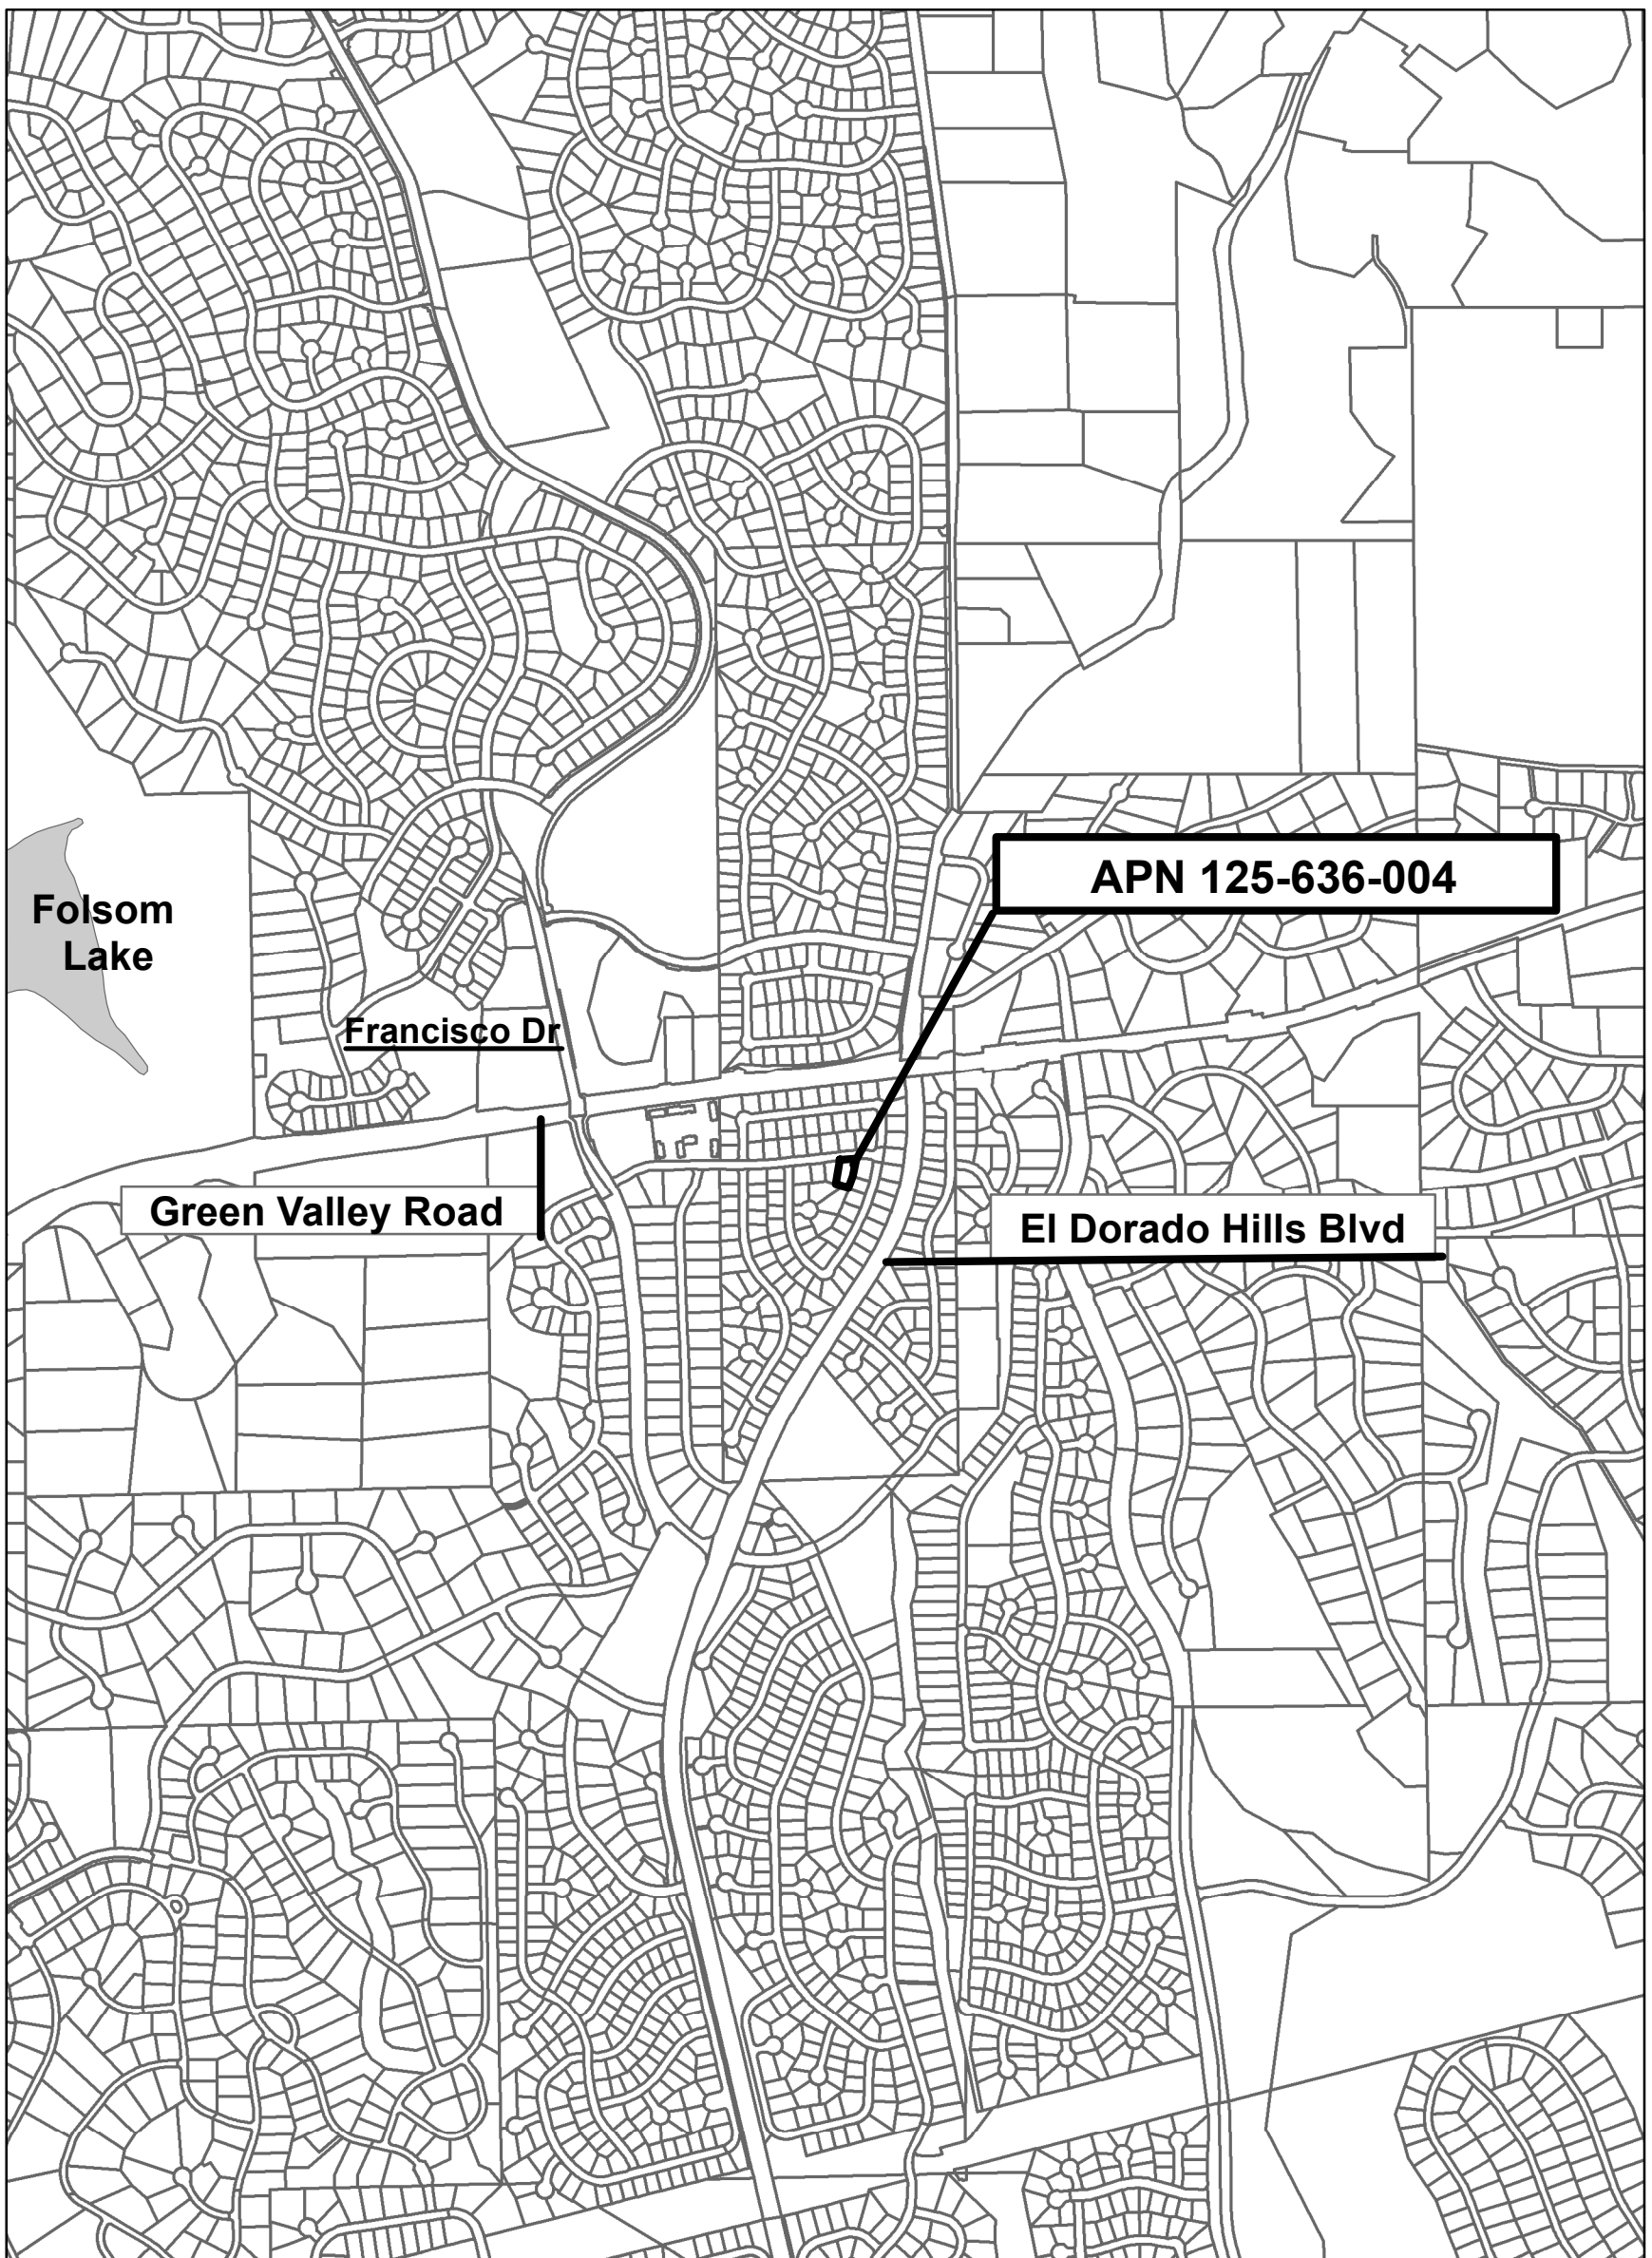 APN 125-636-004
Folsom
Lake
Francisco Dr
Green Valley Road
El Dorado Hills Blvd